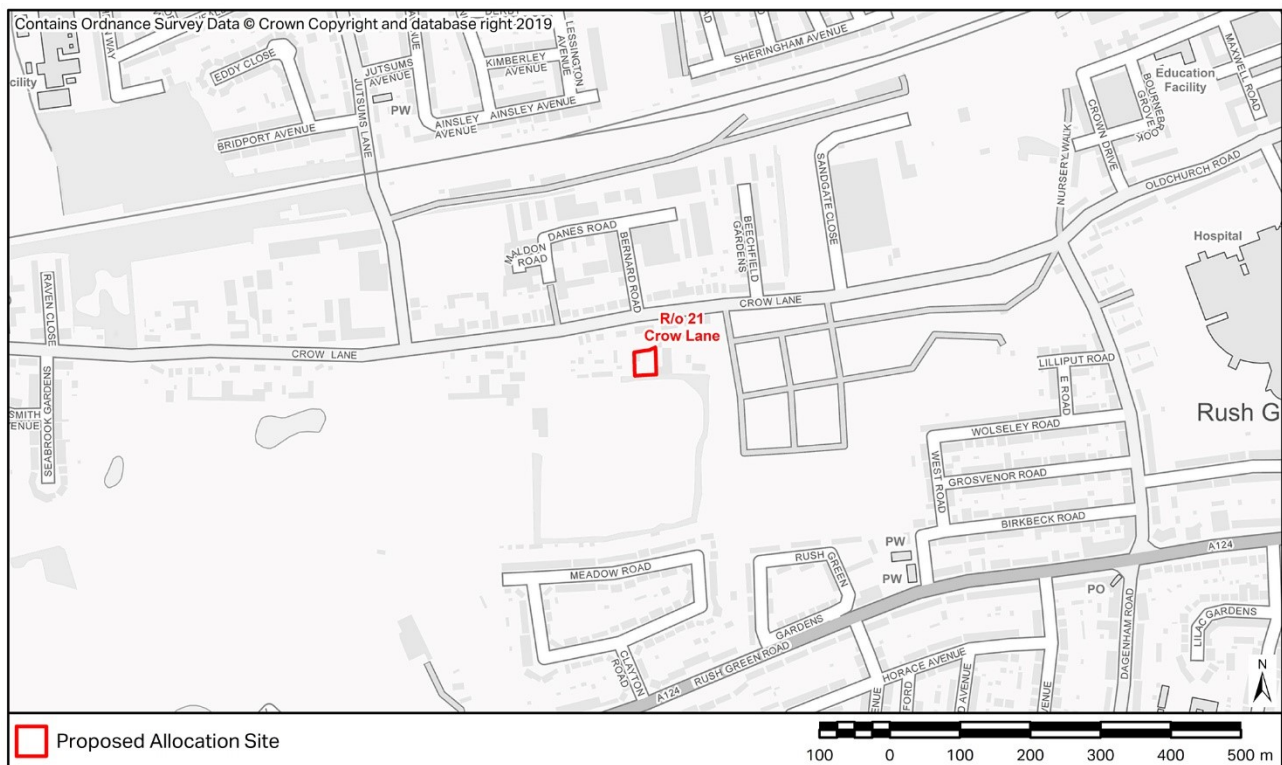 Contains Ordnance Survey Data © Crown Copyright and database right 2019
EDDY CLOSE
BRIDPORT AVENUE
JUTSUMS LANE
JUTSUMS
AVENUE
PW
AINSLEY
AVENUE
AINSLEY AVENUE
KIMBERLEY
AVENUE
LESSINGTON
AVENUE
ROAD
SHERINGHAM AVENUE
Education
Facility
MAXWELL ROAD
BOURNEBROOK
GROVE
CROWN DRIVE
NURSERY WALK
OLDCHURCH ROAD
Hospital
SANDGATE CLOSE
BEECHFIELD
GARDENS
DANES ROAD
MALDON
ROAD
BERNARD ROAD
CROW LANE
R/o 21
Crow Lane
RAVEN CLOSE
CROW LANE
SEABROOK GARDENS
LILLIPUT ROAD
E ROAD
WOLSELEY ROAD
WEST ROAD
GROSVENOR ROAD
BIRKBECK ROAD
Rush G
PW
PW
A124
PO
DAGENHAM ROAD
LILAC GARDENS
MEADOW ROAD
CLAYTON
ROAD
RUSH GREEN
GARDENS
A124
RUSH GREEN ROAD
HORACE AVENUE
N
Proposed Allocation Site
100 0 100 200 300 400 500 m